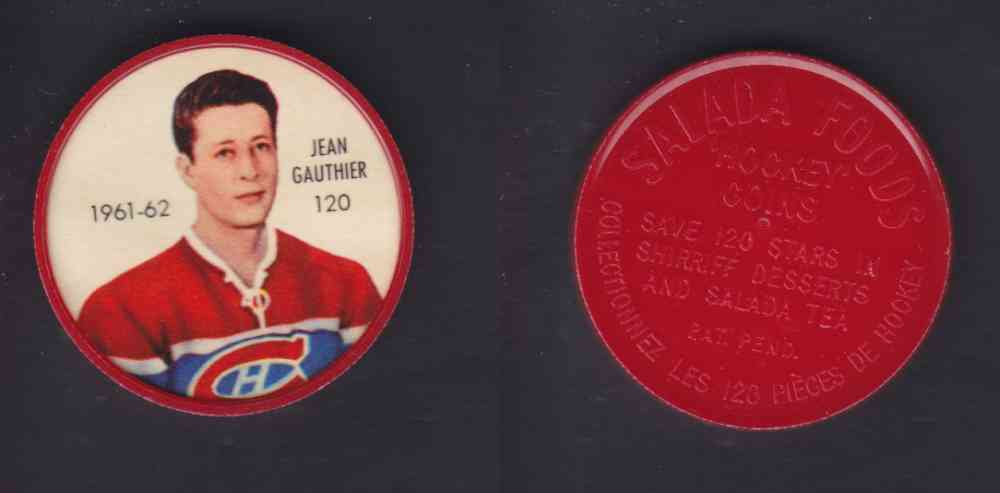 JEAN
GAUTHIER
1961-62
120
CH
SALADA FOODS
"HOCKEY"
COINS
SAVE 120 STARS IN
SHIRRIFF DESSERTS
AND SALADA TEA
PAT. PEND.
COLLECTIONNEZ LES 120 PIÈCES DE HOCKEY